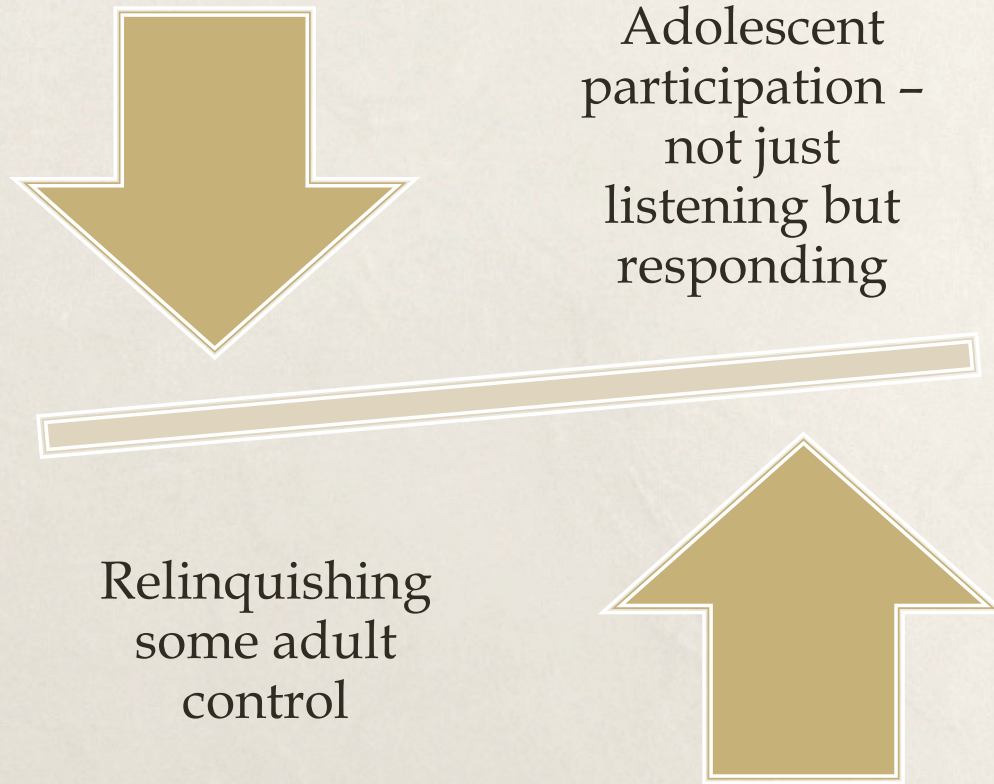 Adolescent
participation –
not just
listening but
responding
Relinquishing
some adult
control